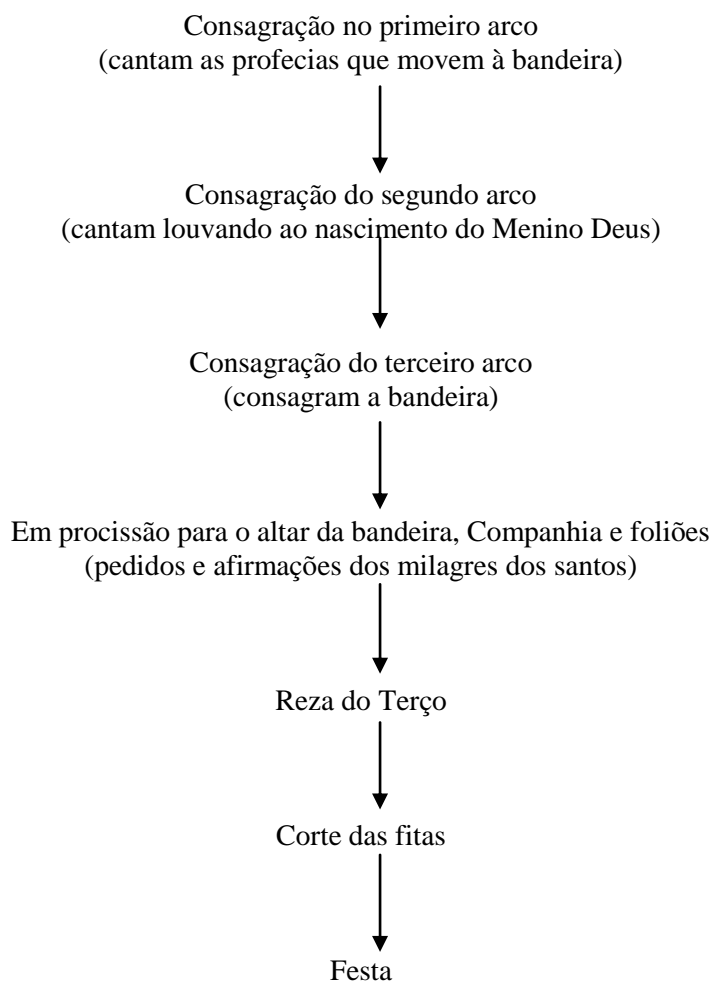 Consagração no primeiro arco
(cantam as profecias que movem à bandeira)
Consagração do segundo arco
(cantam louvando ao nascimento do Menino Deus)
Consagração do terceiro arco
(consagram a bandeira)
Em procissão para o altar da bandeira, Companhia e foliões
(pedidos e afirmações dos milagres dos santos)
Reza do Terço
Corte das fitas
Festa